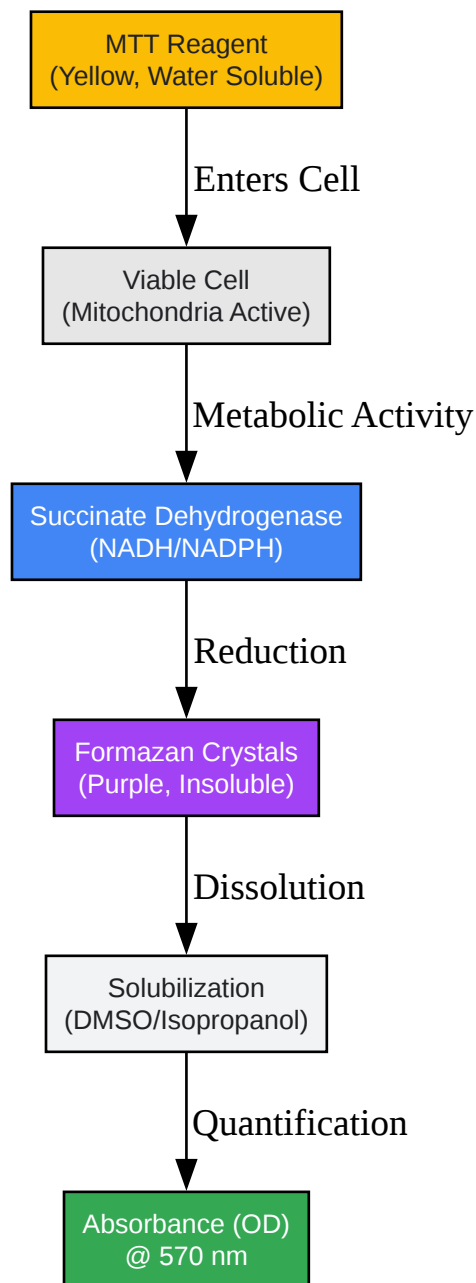 MTT Reagent
(Yellow, Water Soluble)
Enters Cell
Viable Cell
(Mitochondria Active)
Metabolic Activity
Succinate Dehydrogenase
(NADH/NADPH)
Reduction
Formazan Crystals
(Purple, Insoluble)
Dissolution
Solubilization
(DMSO/Isopropanol)
Quantification
Absorbance (OD)
@ 570 nm